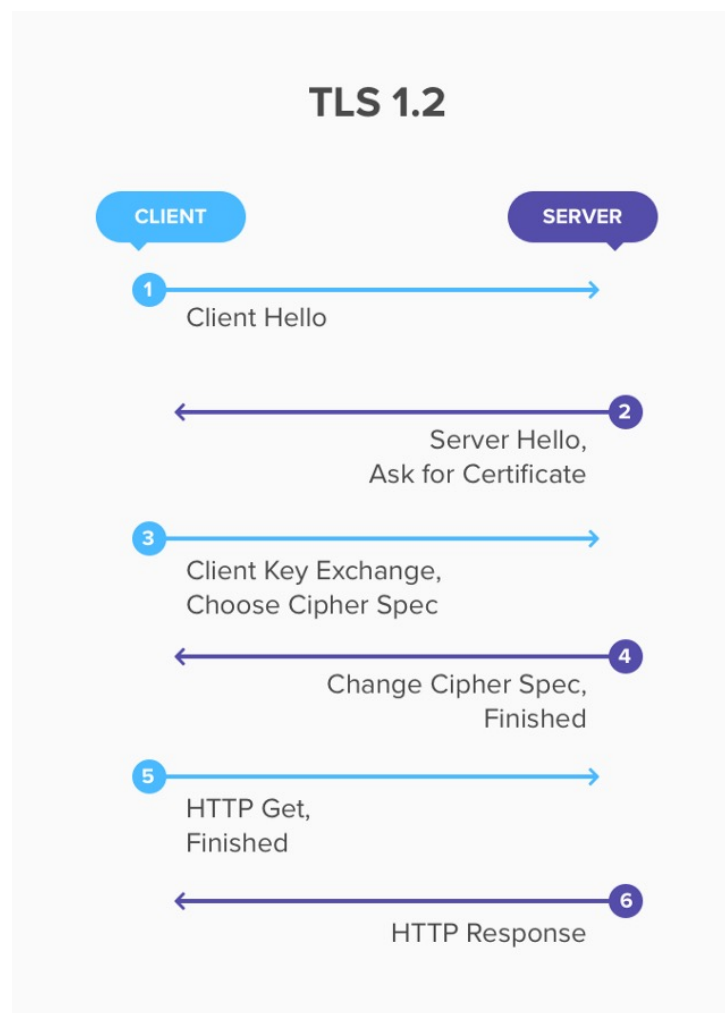 TLS 1.2
CLIENT
SERVER
1
Client Hello
2
Server Hello,
Ask for Certificate
3
Client Key Exchange,
Choose Cipher Spec
4
Change Cipher Spec,
Finished
5
HTTP Get,
Finished
6
HTTP Response